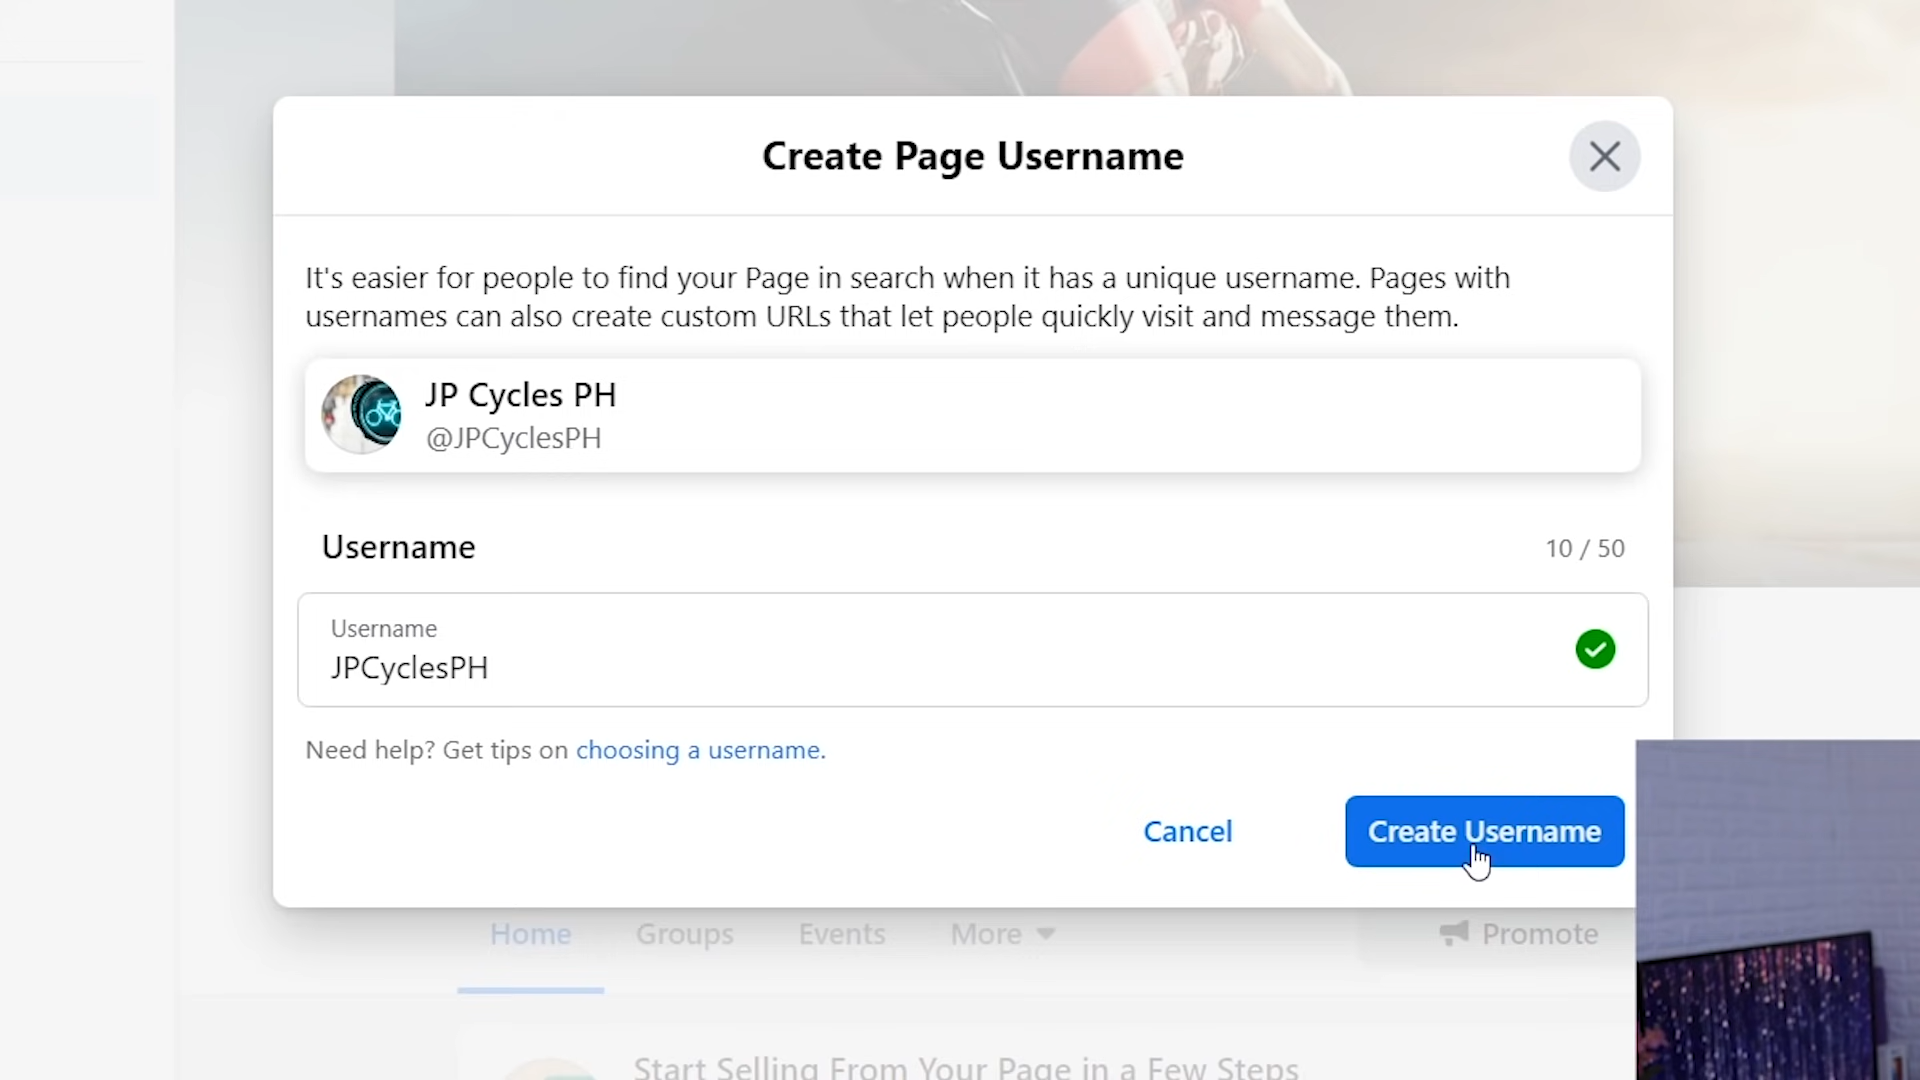 Create Page Username
It's easier for people to find your Page in search when it has a unique username. Pages with
usernames can also create custom URLs that let people quickly visit and message them.
JP Cycles PH
@JPCyclesPH
Username
10 / 50
Username
JPCyclesPH
Need help? Get tips on choosing a username.
Cancel
Create Username
Home
Groups
Events
More
Promote
Start Selling From Your Page in a Few Steps